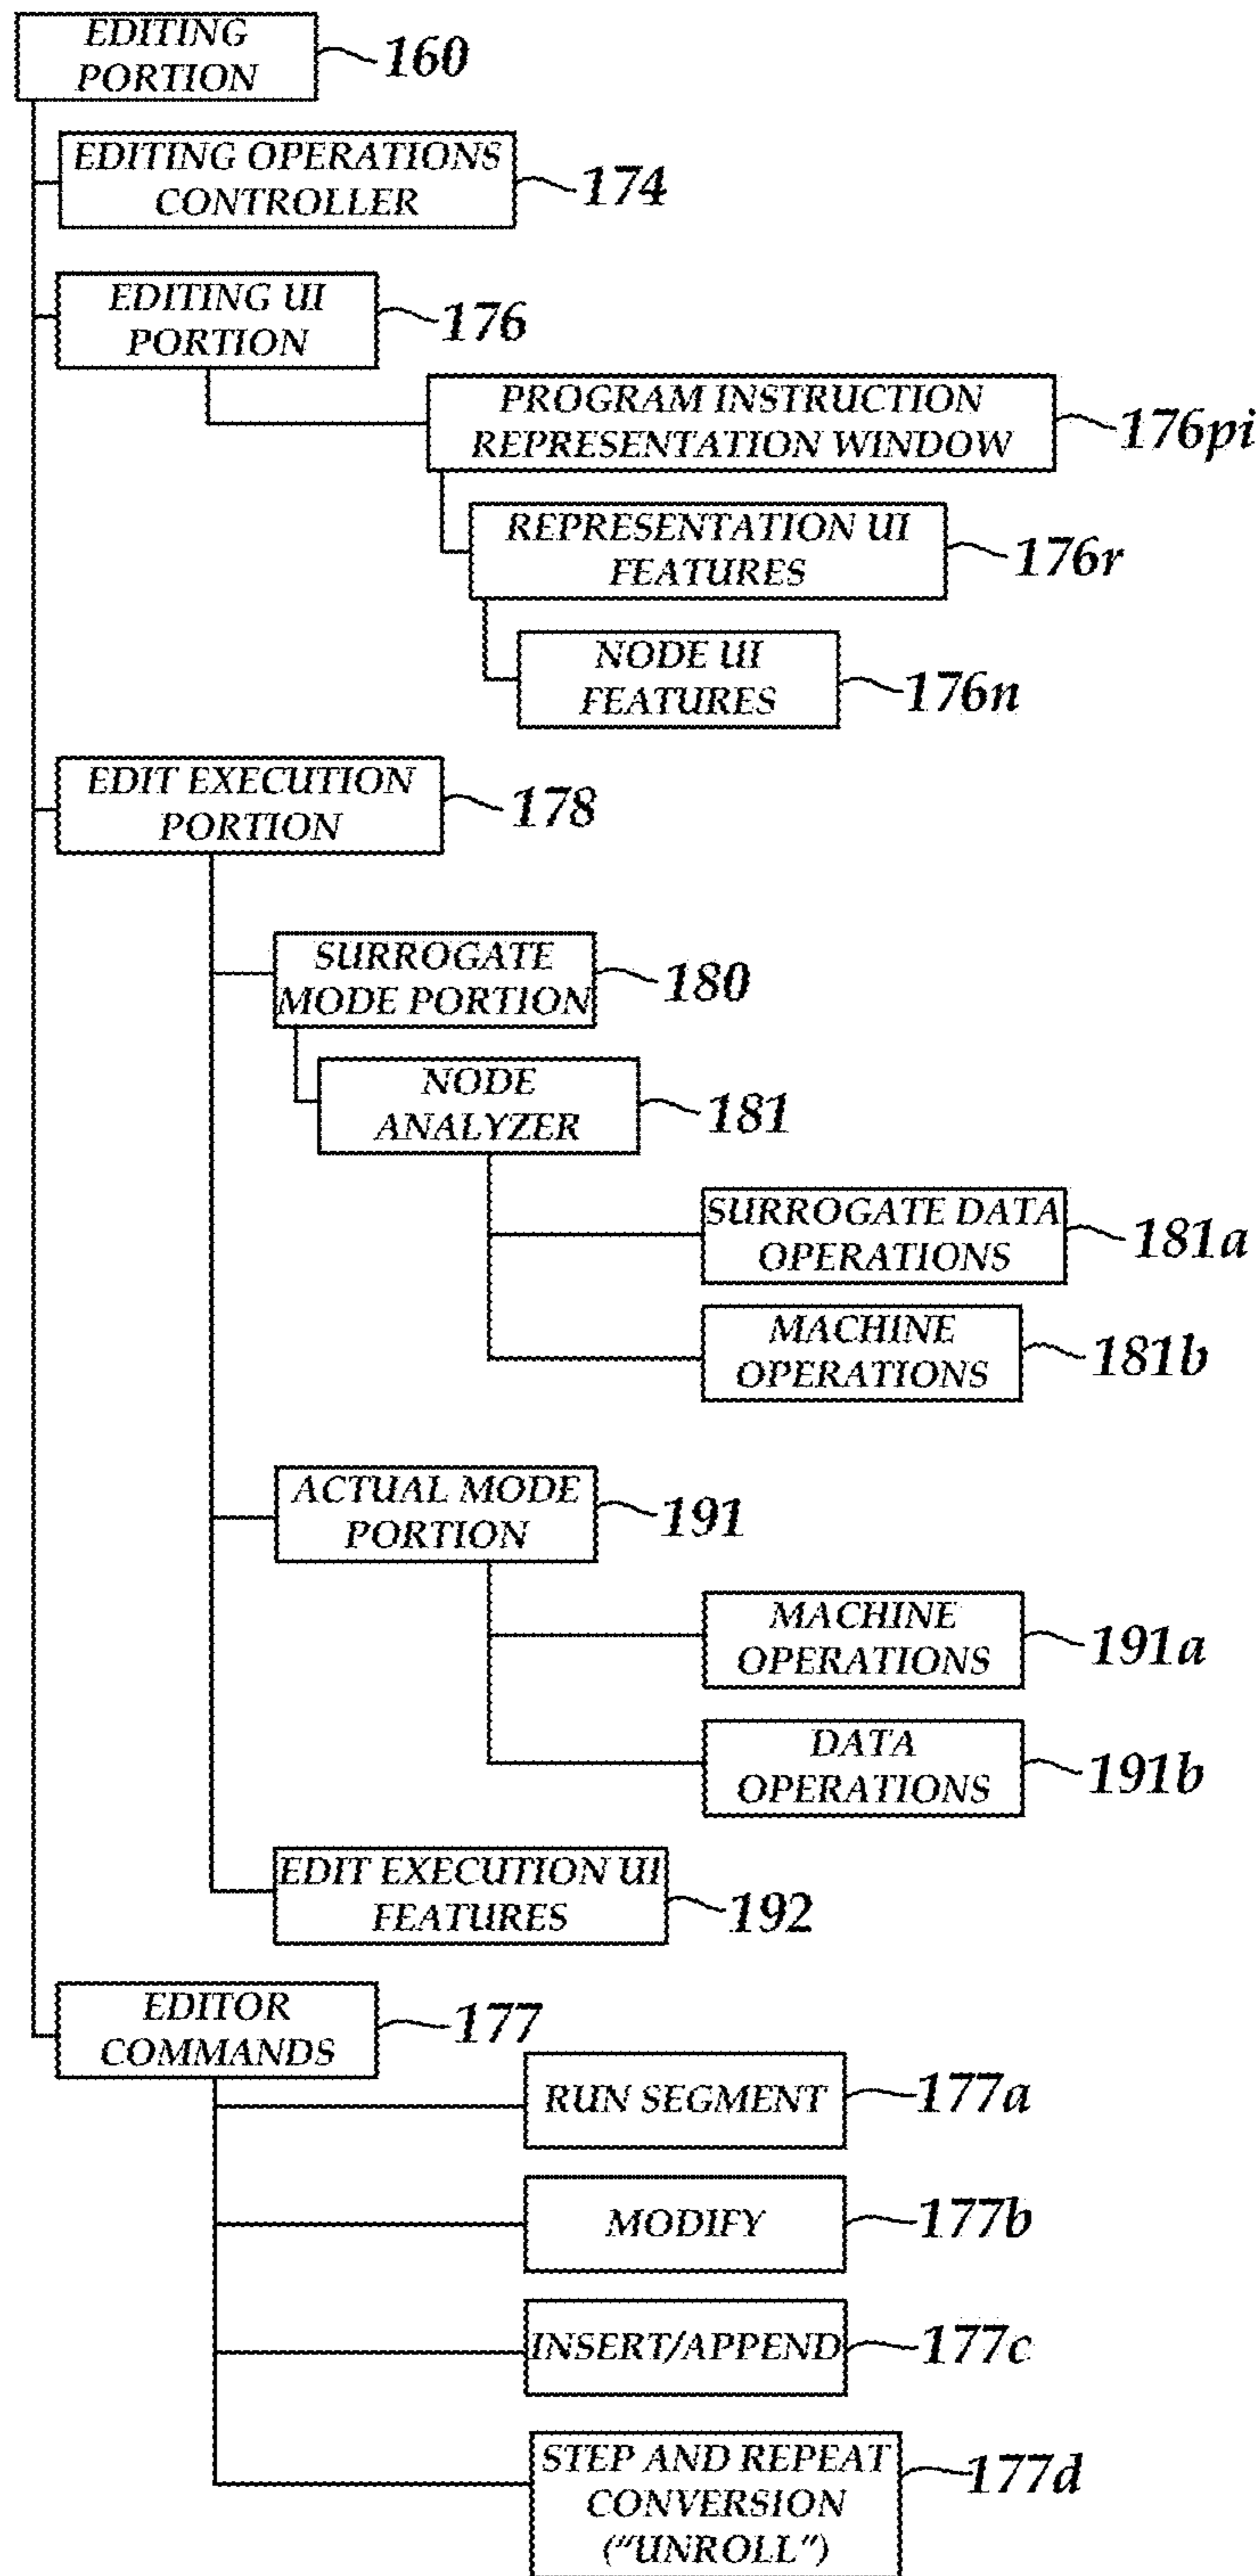 EDITING
PORTION
160
EDITING OPERATIONS
CONTROLLER
174
EDITING UI
PORTION
176
PROGRAM INSTRUCTION
REPRESENTATION WINDOW
176pi
REPRESENTATION UI
FEATURES
176r
NODE UI
FEATURES
176n
EDIT EXECUTION
PORTION
178
SURROGATE
MODE PORTION
180
NODE
ANALYZER
181
SURROGATE DATA
OPERATIONS
181a
MACHINE
OPERATIONS
181b
ACTUAL MODE
PORTION
191
MACHINE
OPERATIONS
191a
DATA
OPERATIONS
191b
EDIT EXECUTION UI
FEATURES
192
EDITOR
COMMANDS
177
RUN SEGMENT
177a
MODIFY
177b
INSERT/APPEND
177c
STEP AND REPEAT
CONVERSION
("UNROLL")
177d